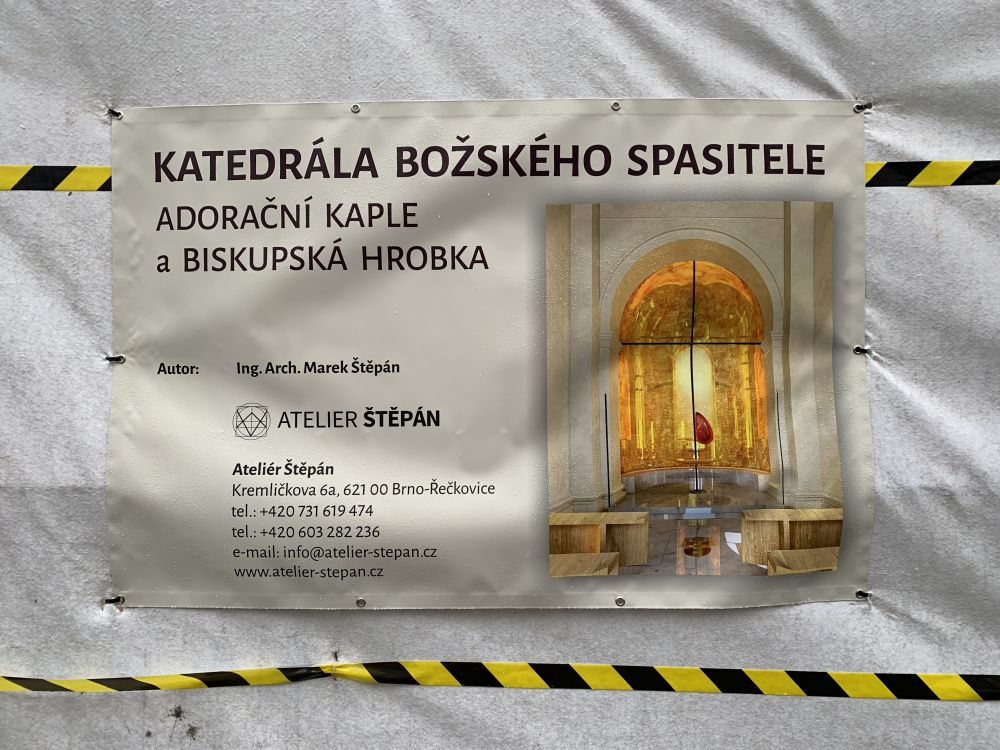 KATEDRÁLA BOŽSKÉHO SPASITELE
ADORAČNÍ KAPLE
a BISKUPSKÁ HROBKA
Autor: Ing. Arch. Marek Štěpán
ATELIER ŠTĚPÁN
Ateliér Štěpán
Kremličkova 6a, 621 00 Brno-Řečkovice
tel.: +420 731 619 474
tel.: +420 603 282 236
e-mail: info@atelier-stepan.cz
www.atelier-stepan.cz